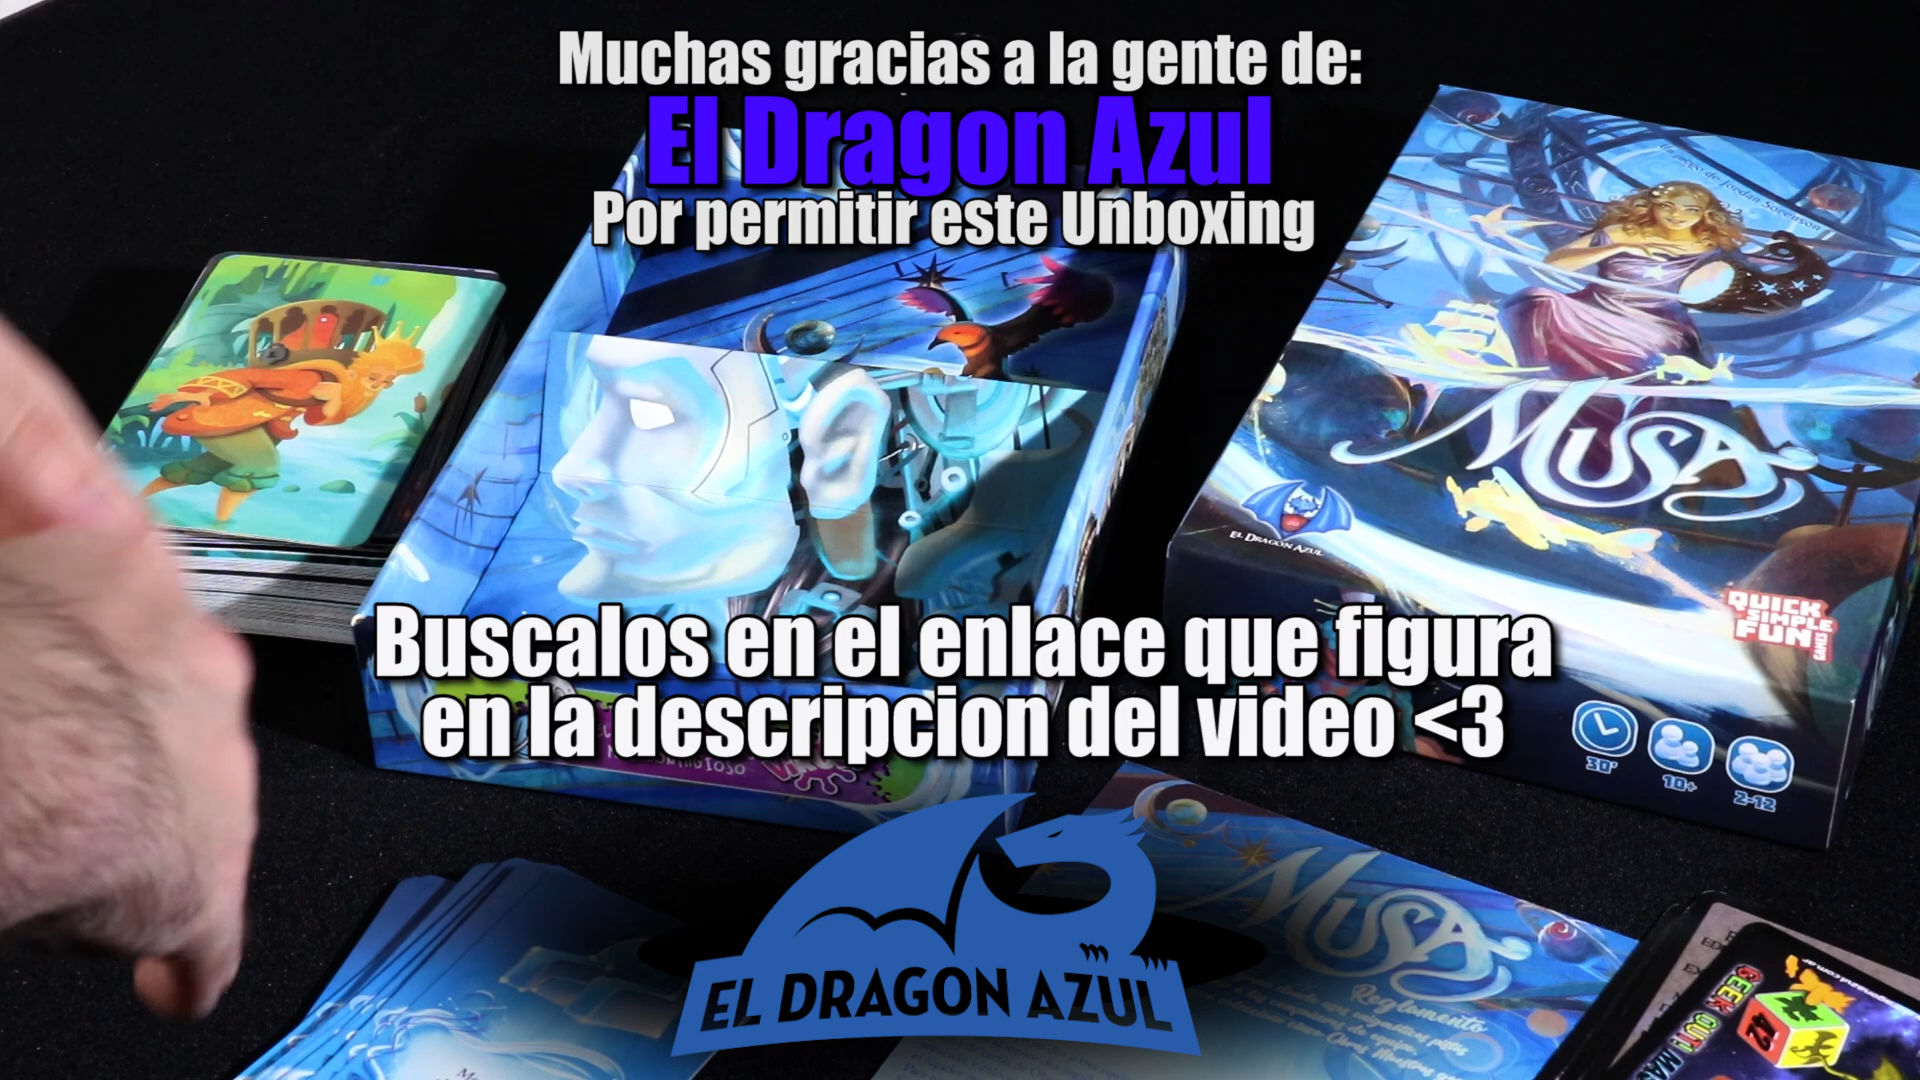 Muchas gracias a la gente de:
El Dragon Azul
Por permitir este Unboxing
Un juego de Jordan Sorenson
MUSA
EL DRAGÓN AZUL
QUICK
SIMPLE
FUN
GAMES
Buscalos en el enlace que figura
en la descripcion del video <3
30'
10+
2-12
EL DRAGON AZUL
MUSA
Reglamento
GEEK OUT!
42